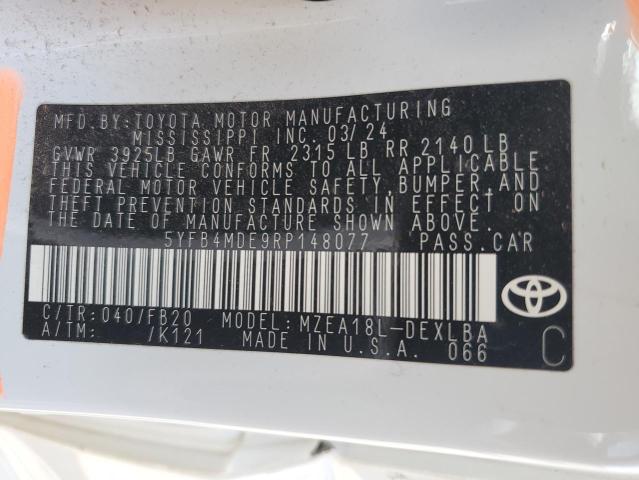 MFD. BY: TOYOTA MOTOR MANUFACTURING
MISSISSIPPI INC. 03/24
GVWR 3925LB GAWR FR. 2315 LB RR 2140 LB
THIS VEHICLE CONFORMS TO ALL APPLICABLE
FEDERAL MOTOR VEHICLE SAFETY, BUMPER, AND
THEFT PREVENTION STANDARDS IN EFFECT ON
THE DATE OF MANUFACTURE SHOWN ABOVE.
5YFB4MDE9RP148077 PASS.CAR
C/TR: 040/FB20 MODEL: MZEA18L-DEXLBA
A/TM: /K121 MADE IN U.S.A. 066
C